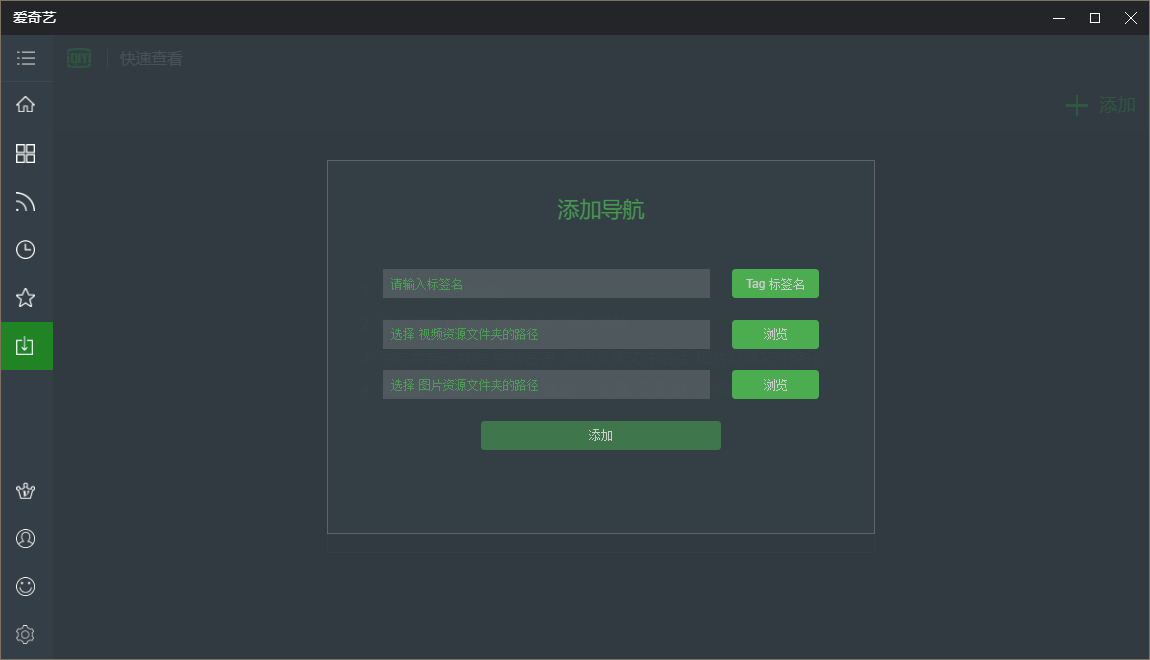 爱奇艺
iQIYI
快速查看
添加
添加导航
请输入标签名
Tag 标签名
选择 视频资源文件夹的路径
浏览
选择 图片资源文件夹的路径
浏览
添加